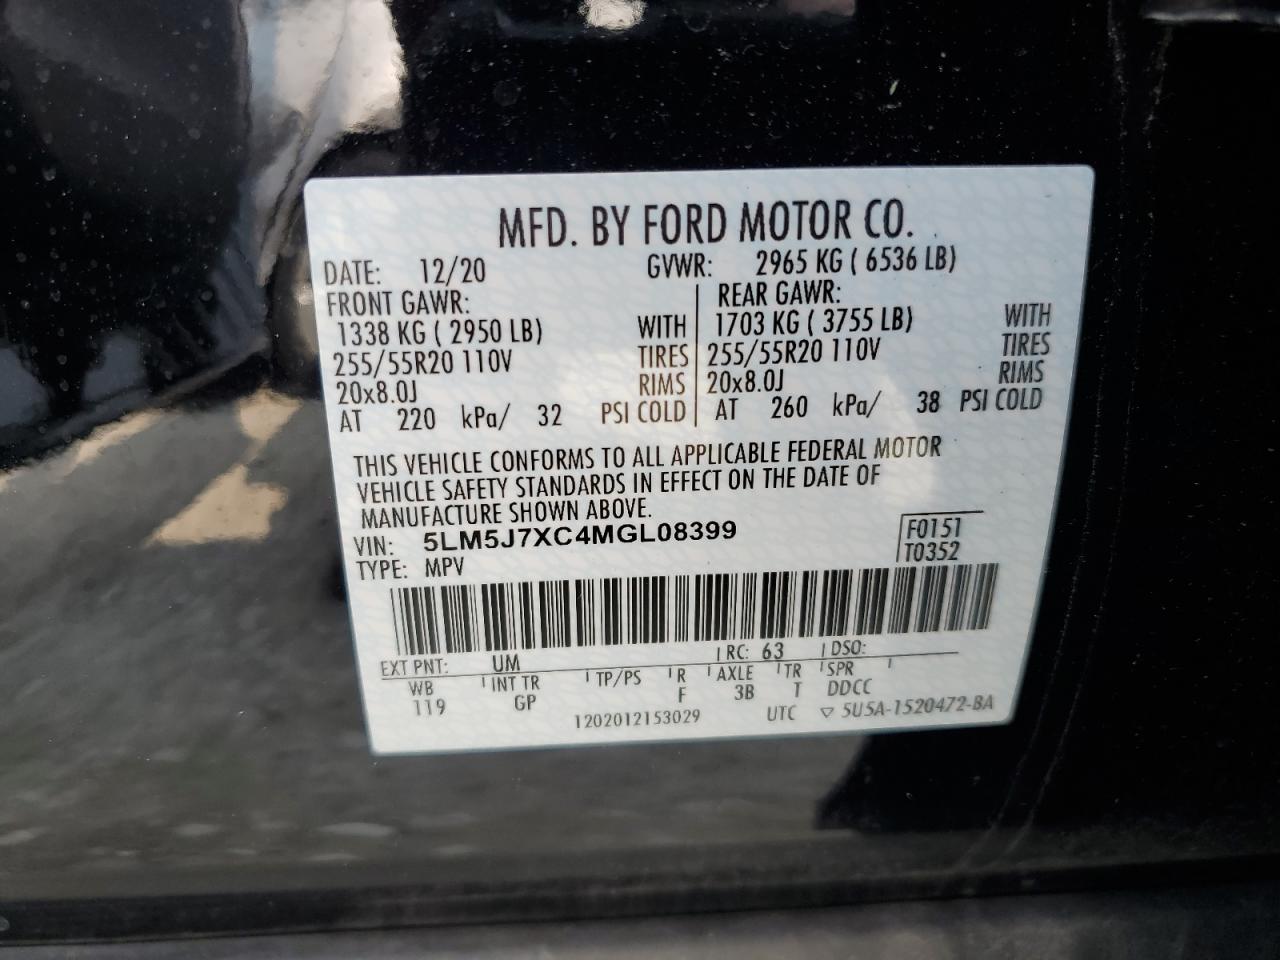 MFD. BY FORD MOTOR CO.
DATE: 12/20 GVWR: 2965 KG ( 6536 LB)
FRONT GAWR: REAR GAWR:
1338 KG ( 2950 LB) WITH 1703 KG ( 3755 LB) WITH
255/55R20 110V TIRES 255/55R20 110V TIRES
20x8.0J RIMS 20x8.0J RIMS
AT 220 kPa/ 32 PSI COLD AT 260 kPa/ 38 PSI COLD
THIS VEHICLE CONFORMS TO ALL APPLICABLE FEDERAL MOTOR
VEHICLE SAFETY STANDARDS IN EFFECT ON THE DATE OF
MANUFACTURE SHOWN ABOVE.
VIN: 5LM5J7XC4MGL08399 F0151
TYPE: MPV T0352
EXT PNT: UM RC: 63 DSO:
WB INT TR TP/PS R AXLE TR SPR
119 GP F 3B T DDCC
1202012153029 UTC ▽ 5U5A-1520472-BA